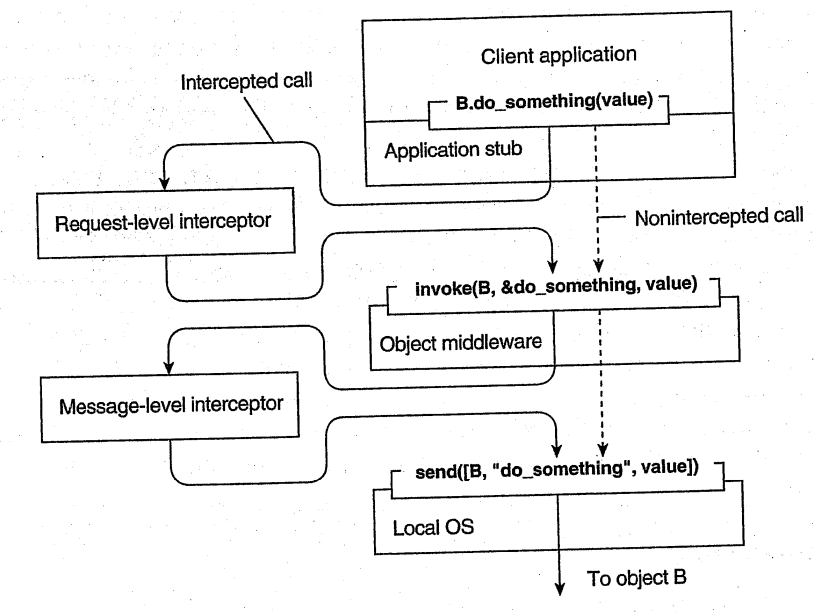 Client application
Intercepted call
B.do_something(value)
Application stub
Request-level interceptor
Nonintercepted call
invoke(B, &do_something, value)
Object middleware
Message-level interceptor
send([B, "do_something", value])
Local OS
To object B